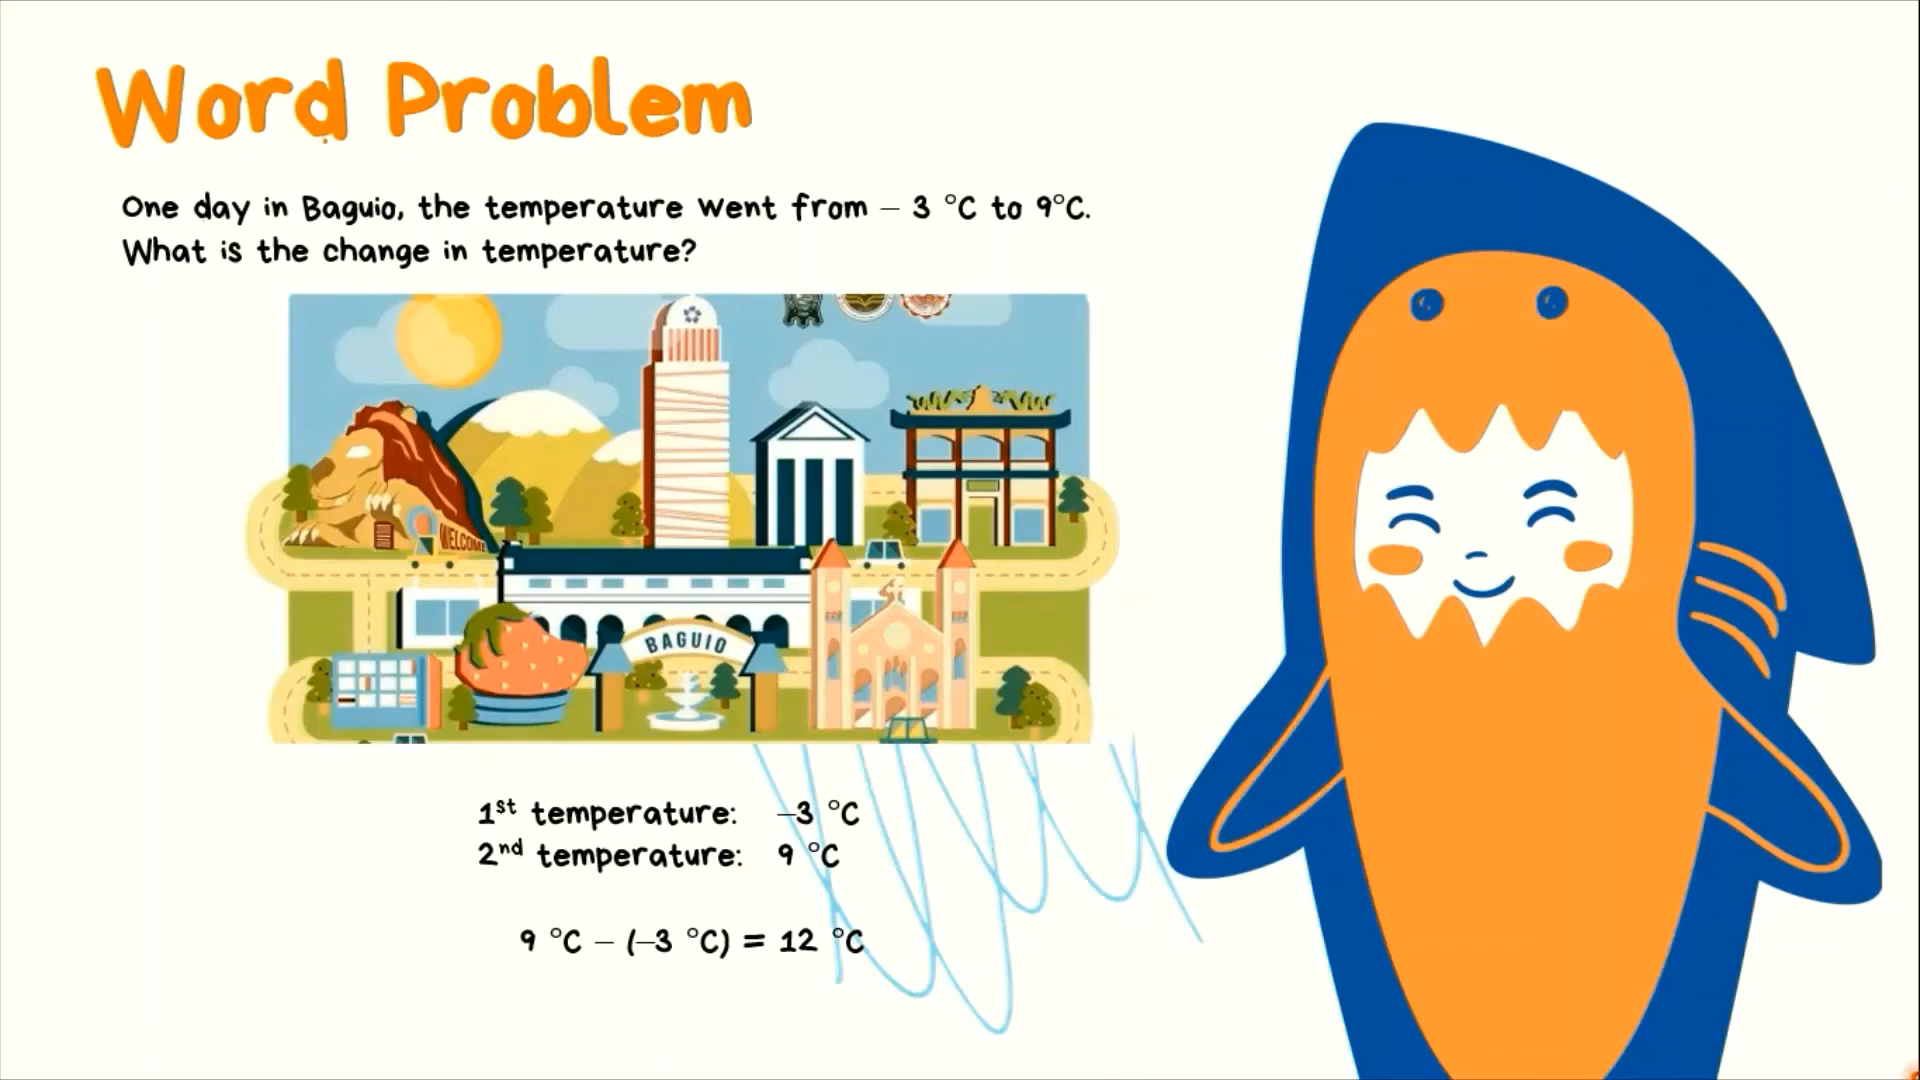 Word Problem
One day in Baguio, the temperature went from – 3 °C to 9°C.
What is the change in temperature?
WELCOME
BAGUIO
1st temperature: –3 °C
2nd temperature: 9 °C
9 °C – (–3 °C) = 12 °C